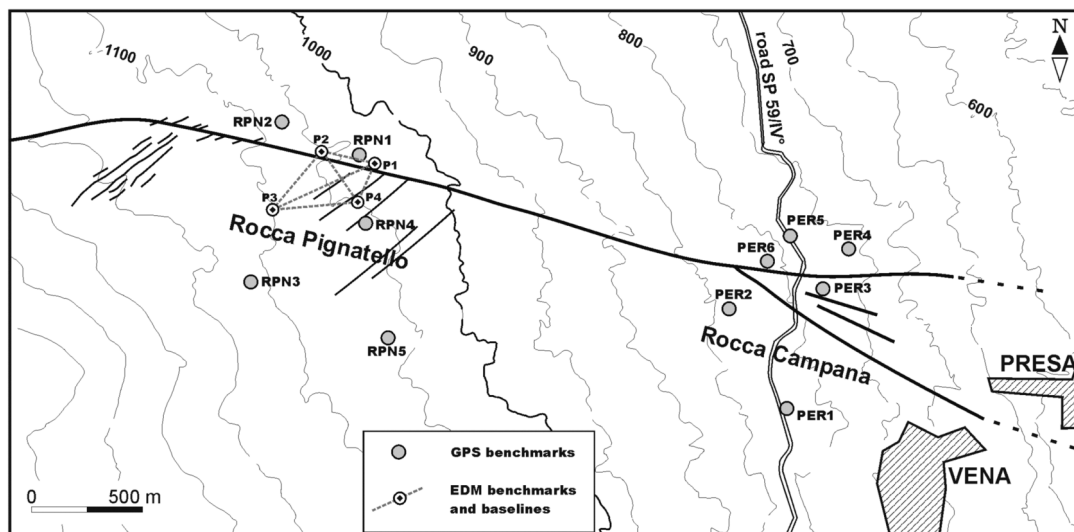 1100
1000
900
800
700
600
road SP 59/IV°
N
RPN2
P2
RPN1
P1
P3
P4
RPN4
Rocca Pignatello
RPN3
RPN5
PER5
PER6
PER4
PER3
PER2
Rocca Campana
PER1
PRESA
VENA
GPS benchmarks
EDM benchmarks
and baselines
0 500 m